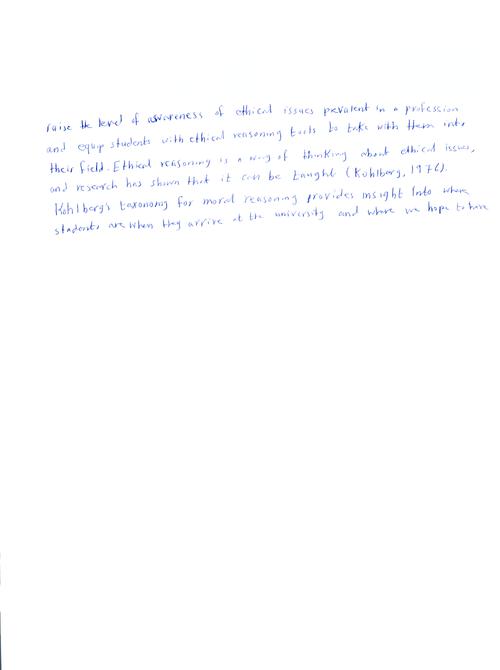 raise the level of awareness of ethical issues prevalent in a profession
and equip students with ethical reasoning tools to take with them into
their field. Ethical reasoning is a way of thinking about ethical issues,
and research has shown that it can be taught (Kohlberg, 1976).
Kohlberg's taxonomy for moral reasoning provides insight Into where
students are when they arrive at the university and where we hope to have